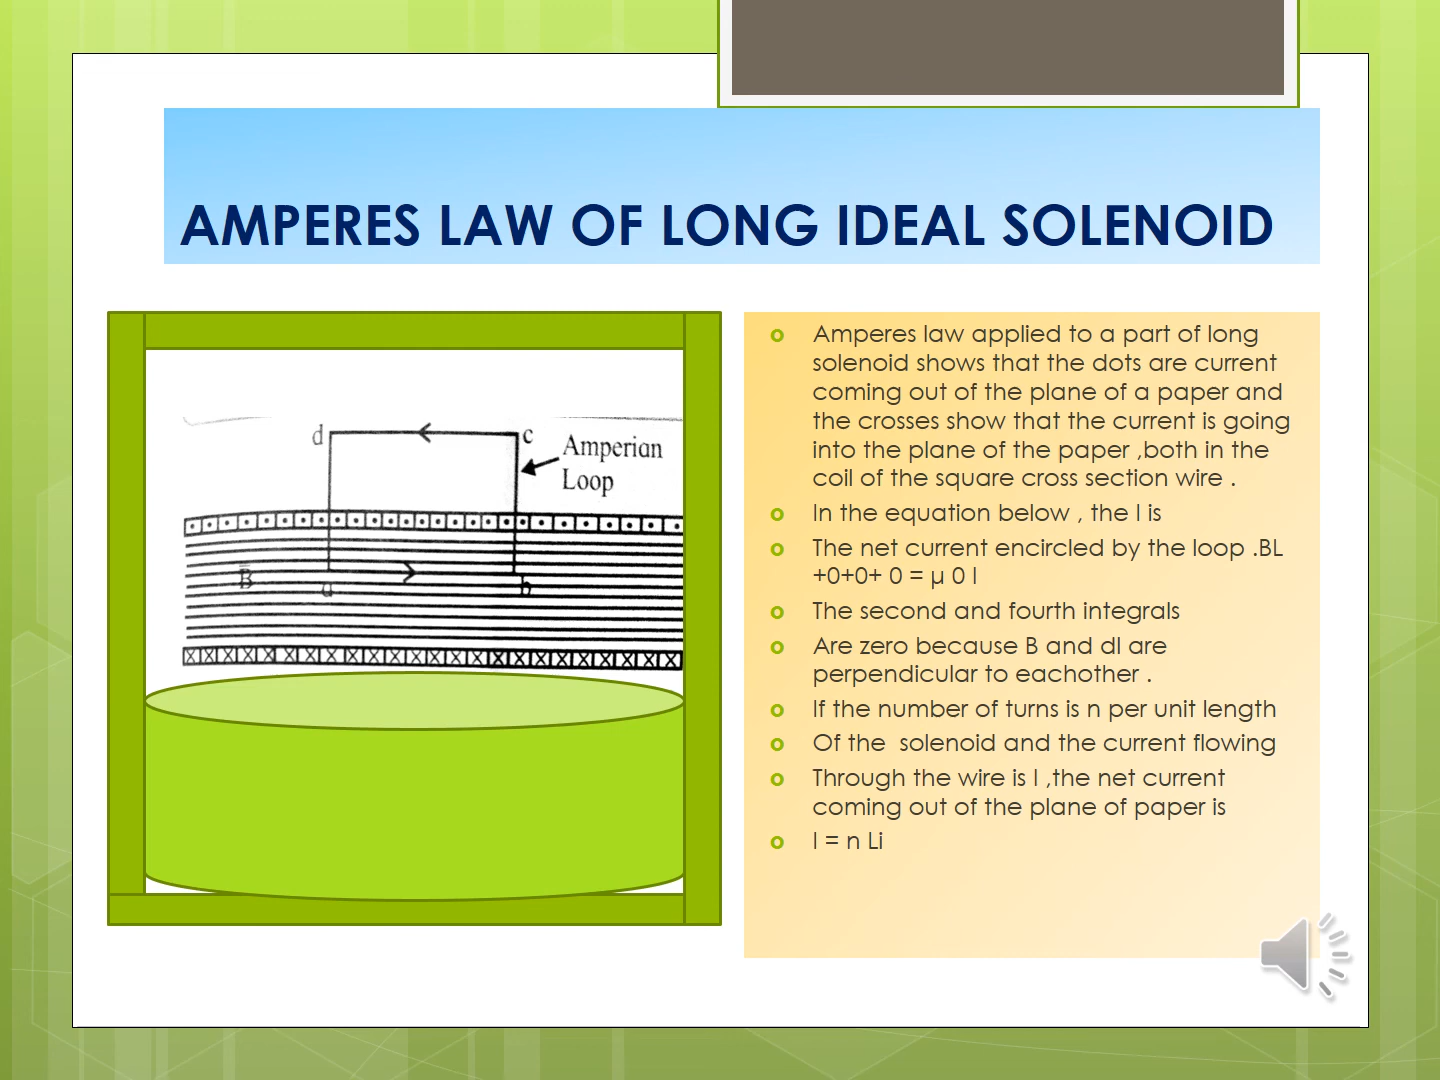 AMPERES LAW OF LONG IDEAL SOLENOID
d
c
Amperian
Loop
B
a
b
Amperes law applied to a part of long
solenoid shows that the dots are current
coming out of the plane of a paper and
the crosses show that the current is going
into the plane of the paper ,both in the
coil of the square cross section wire .
In the equation below , the I is
The net current encircled by the loop .BL
+0+0+ 0 = µ 0 I
The second and fourth integrals
Are zero because B and dl are
perpendicular to eachother .
If the number of turns is n per unit length
Of the  solenoid and the current flowing
Through the wire is I ,the net current
coming out of the plane of paper is
I = n Li